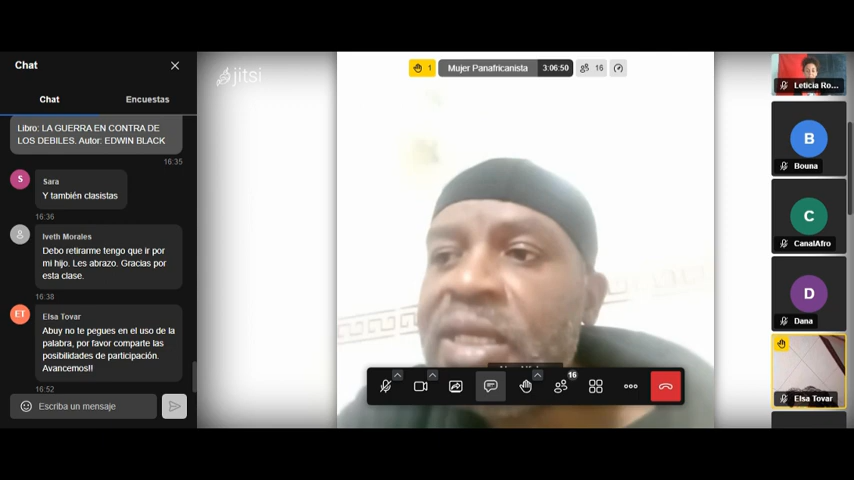 Chat
Chat
Encuestas
Libro: LA GUERRA EN CONTRA DE
LOS DEBILES. Autor: EDWIN BLACK
16:35
S
Sara
Y también clasistas
16:36
Iveth Morales
Debo retirarme tengo que ir por
mi hijo. Les abrazo. Gracias por
esta clase.
16:38
ET
Elsa Tovar
Abuy no te pegues en el uso de la
palabra, por favor comparte las
posibilidades de participación.
Avancemos!!
16:52
Escriba un mensaje
jitsi
1
Mujer Panafricanista
3:06:50
16
16
Leticia Ro...
B
Bouna
C
CanalAfro
D
Dana
Elsa Tovar